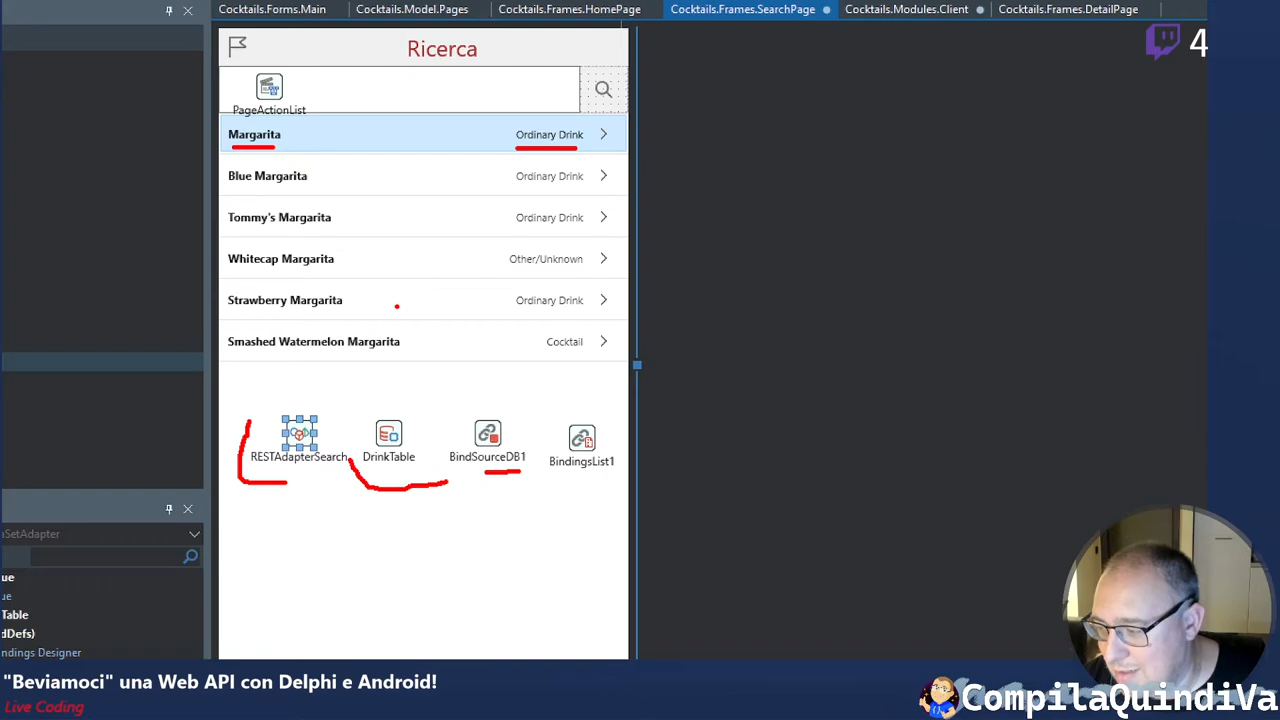 Cocktails.Forms.Main
Cocktails.Model.Pages
Cocktails.Frames.HomePage
Cocktails.Frames.SearchPage
Cocktails.Modules.Client
Cocktails.Frames.DetailPage
4
Ricerca
PageActionList
Margarita Ordinary Drink
Blue Margarita Ordinary Drink
Tommy's Margarita Ordinary Drink
Whitecap Margarita Other/Unknown
Strawberry Margarita Ordinary Drink
Smashed Watermelon Margarita Cocktail
RESTAdapterSearch
DrinkTable
BindSourceDB1
BindingsList1
aSetAdapter
ue
ue
Table
dDefs)
ndings Designer
"Beviamoci" una Web API con Delphi e Android!
Live Coding
CompilaQuindiVa